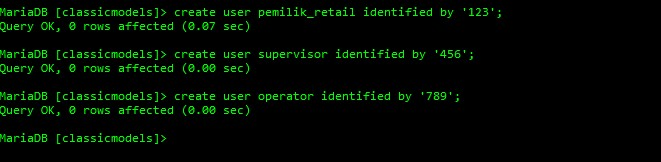 MariaDB [classicmodels]> create user pemilik_retail identified by '123';
Query OK, 0 rows affected (0.07 sec)
MariaDB [classicmodels]> create user supervisor identified by '456';
Query OK, 0 rows affected (0.00 sec)
MariaDB [classicmodels]> create user operator identified by '789';
Query OK, 0 rows affected (0.00 sec)
MariaDB [classicmodels]>